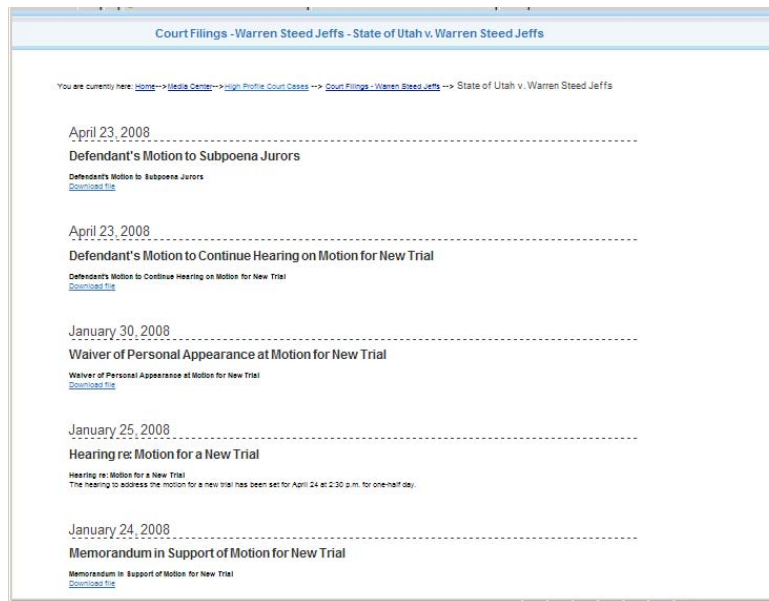 Court Filings - Warren Steed Jeffs - State of Utah v. Warren Steed Jeffs
You are currently here: Home--> Media Center--> High Profile Court Cases --> Court Filings - Warren Steed Jeffs --> State of Utah v. Warren Steed Jeffs
April 23, 2008
Defendant's Motion to Subpoena Jurors
Defendant's Motion to Subpoena Jurors
Download file
April 23, 2008
Defendant's Motion to Continue Hearing on Motion for New Trial
Defendant's Motion to Continue Hearing on Motion for New Trial
Download file
January 30, 2008
Waiver of Personal Appearance at Motion for New Trial
Waiver of Personal Appearance at Motion for New Trial
Download file
January 25, 2008
Hearing re: Motion for a New Trial
Hearing re: Motion for a New Trial
The hearing to address the motion for a new trial has been set for April 24 at 2:30 p.m. for one-half day.
January 24, 2008
Memorandum in Support of Motion for New Trial
Memorandum in Support of Motion for New Trial
Download file